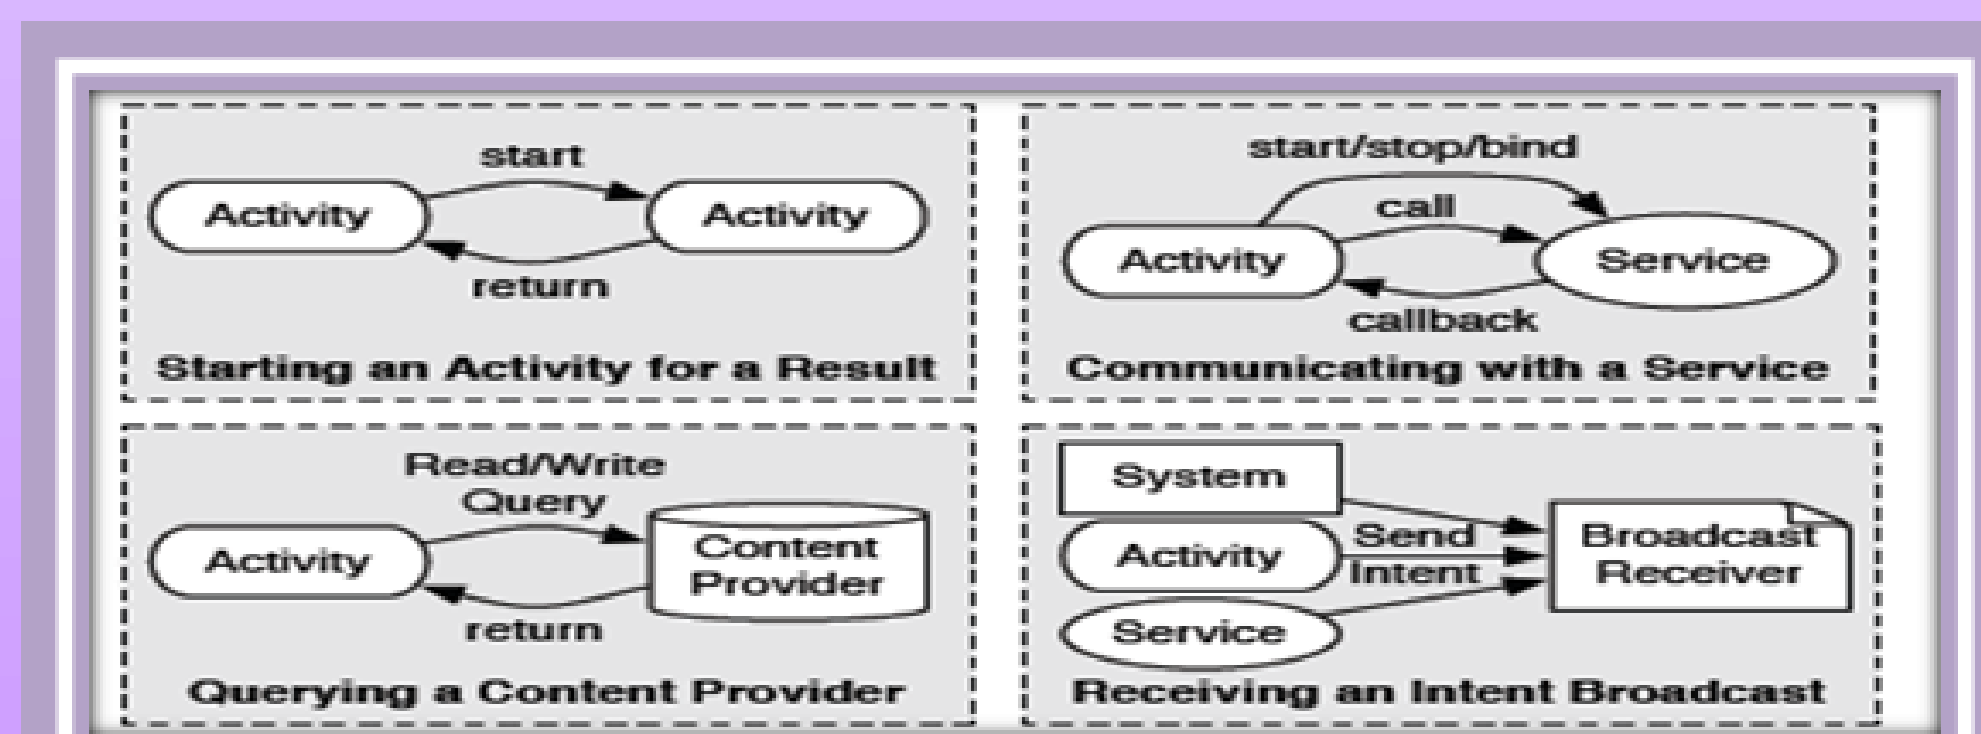 start
Activity
Activity
return
Starting an Activity for a Result
start/stop/bind
call
Activity
Service
callback
Communicating with a Service
Read/Write
Query
Activity
Content
Provider
return
Querying a Content Provider
System
Send
Activity
Intent
Service
Broadcast
Receiver
Receiving an Intent Broadcast